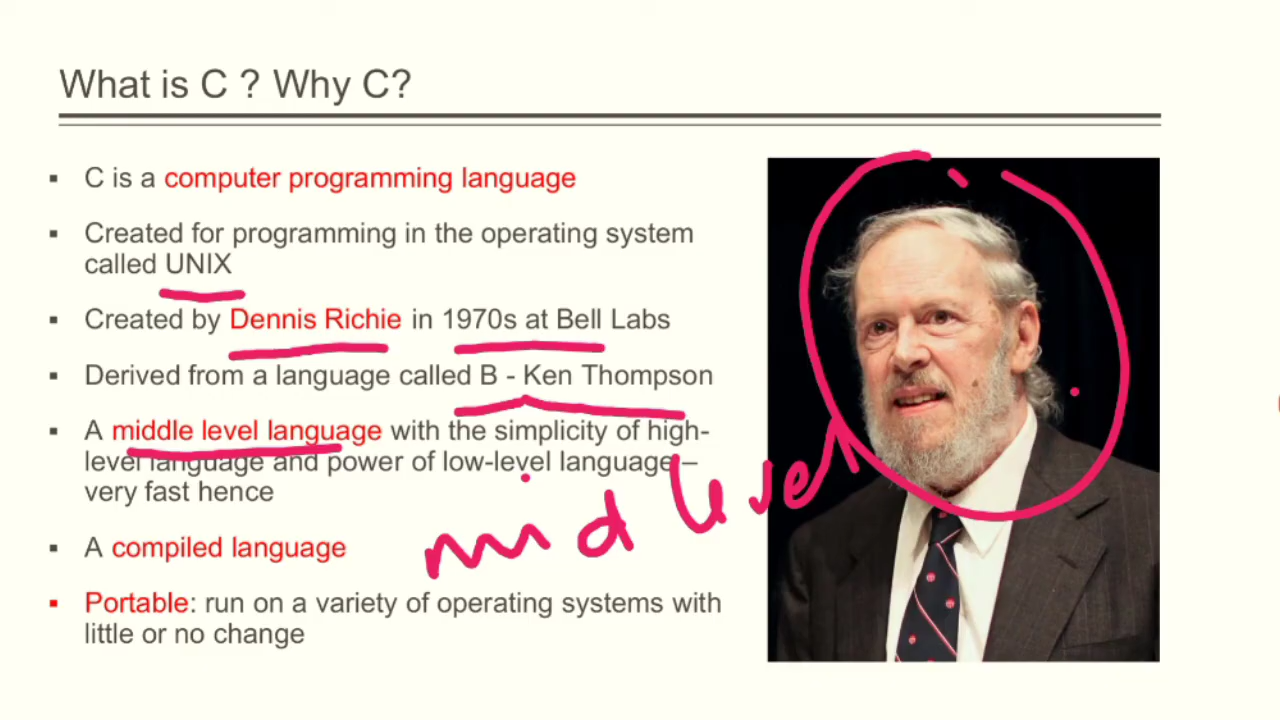 What is C ? Why C?
▪ C is a computer programming language
▪ Created for programming in the operating system
called UNIX
▪ Created by Dennis Richie in 1970s at Bell Labs
▪ Derived from a language called B - Ken Thompson
▪ A middle level language with the simplicity of high-
level language and power of low-level language –
very fast hence
mid level
▪ A compiled language
▪ Portable: run on a variety of operating systems with
little or no change